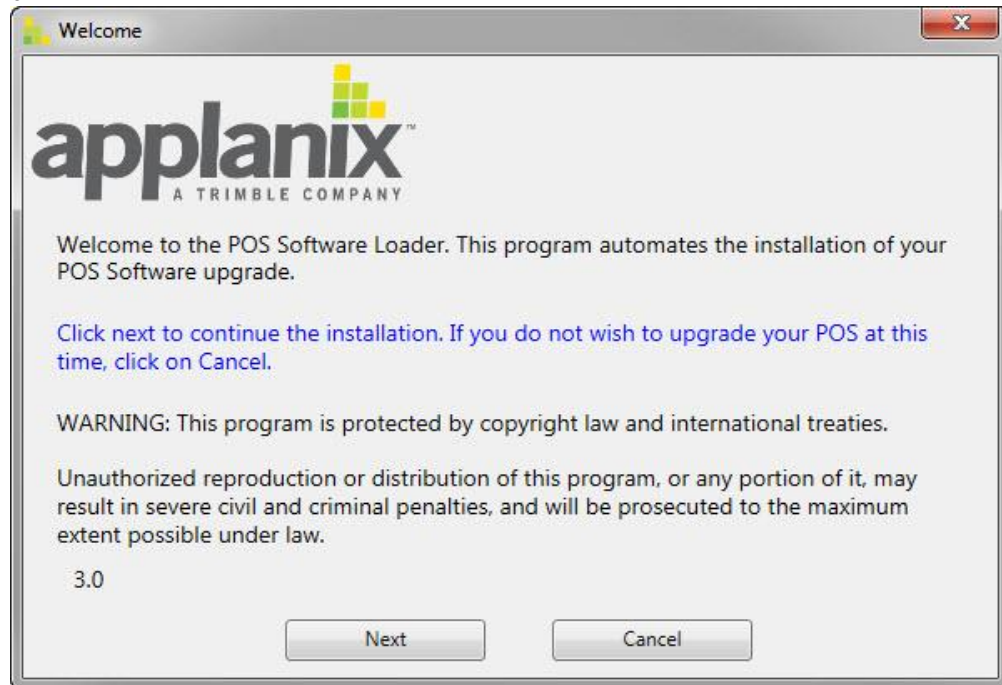 Welcome
applanix™
A TRIMBLE COMPANY
Welcome to the POS Software Loader. This program automates the installation of your
POS Software upgrade.
Click next to continue the installation. If you do not wish to upgrade your POS at this
time, click on Cancel.
WARNING: This program is protected by copyright law and international treaties.
Unauthorized reproduction or distribution of this program, or any portion of it, may
result in severe civil and criminal penalties, and will be prosecuted to the maximum
extent possible under law.
3.0
Next Cancel